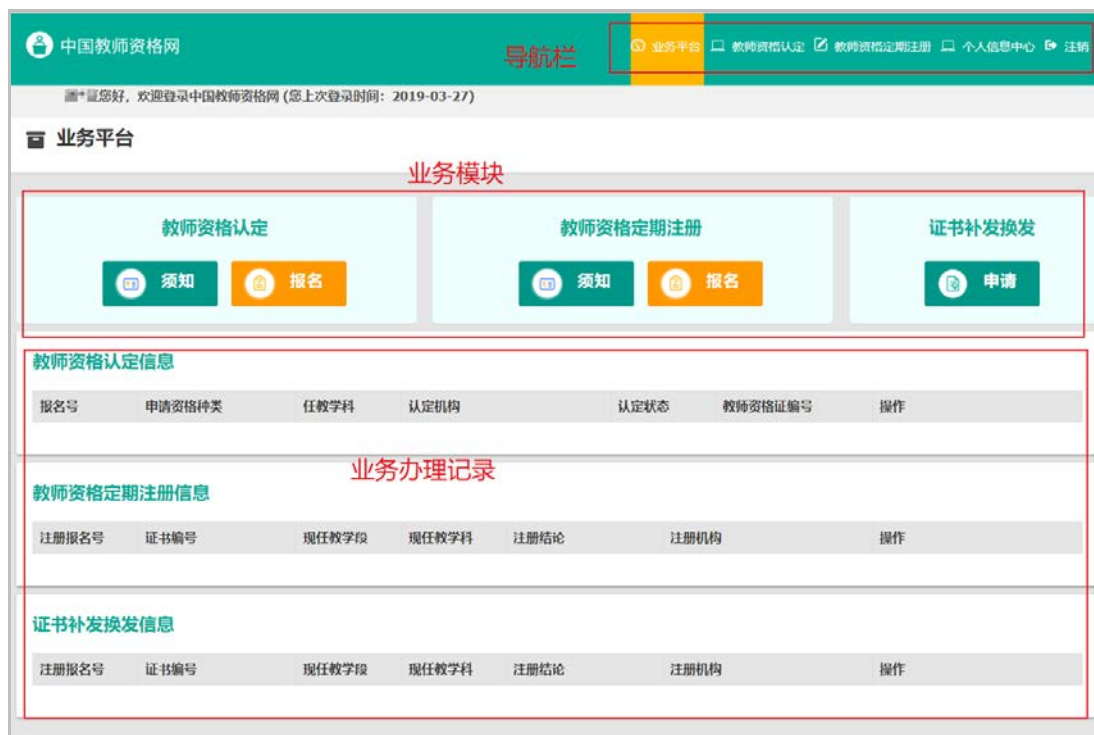 中国教师资格网
导航栏
业务平台 教师资格认定 教师资格定期注册 个人信息中心 注销
您好，欢迎登录中国教师资格网 (您上次登录时间：2019-03-27)
业务平台
业务模块
教师资格认定 教师资格定期注册 证书补发换发
须知 报名 须知 报名 申请
教师资格认定信息
报名号 申请资格种类 任教学科 认定机构 认定状态 教师资格证编号 操作
业务办理记录
教师资格定期注册信息
注册报名号 证书编号 现任教学段 现任教学科 注册结论 注册机构 操作
证书补发换发信息
注册报名号 证书编号 现任教学段 现任教学科 注册结论 注册机构 操作